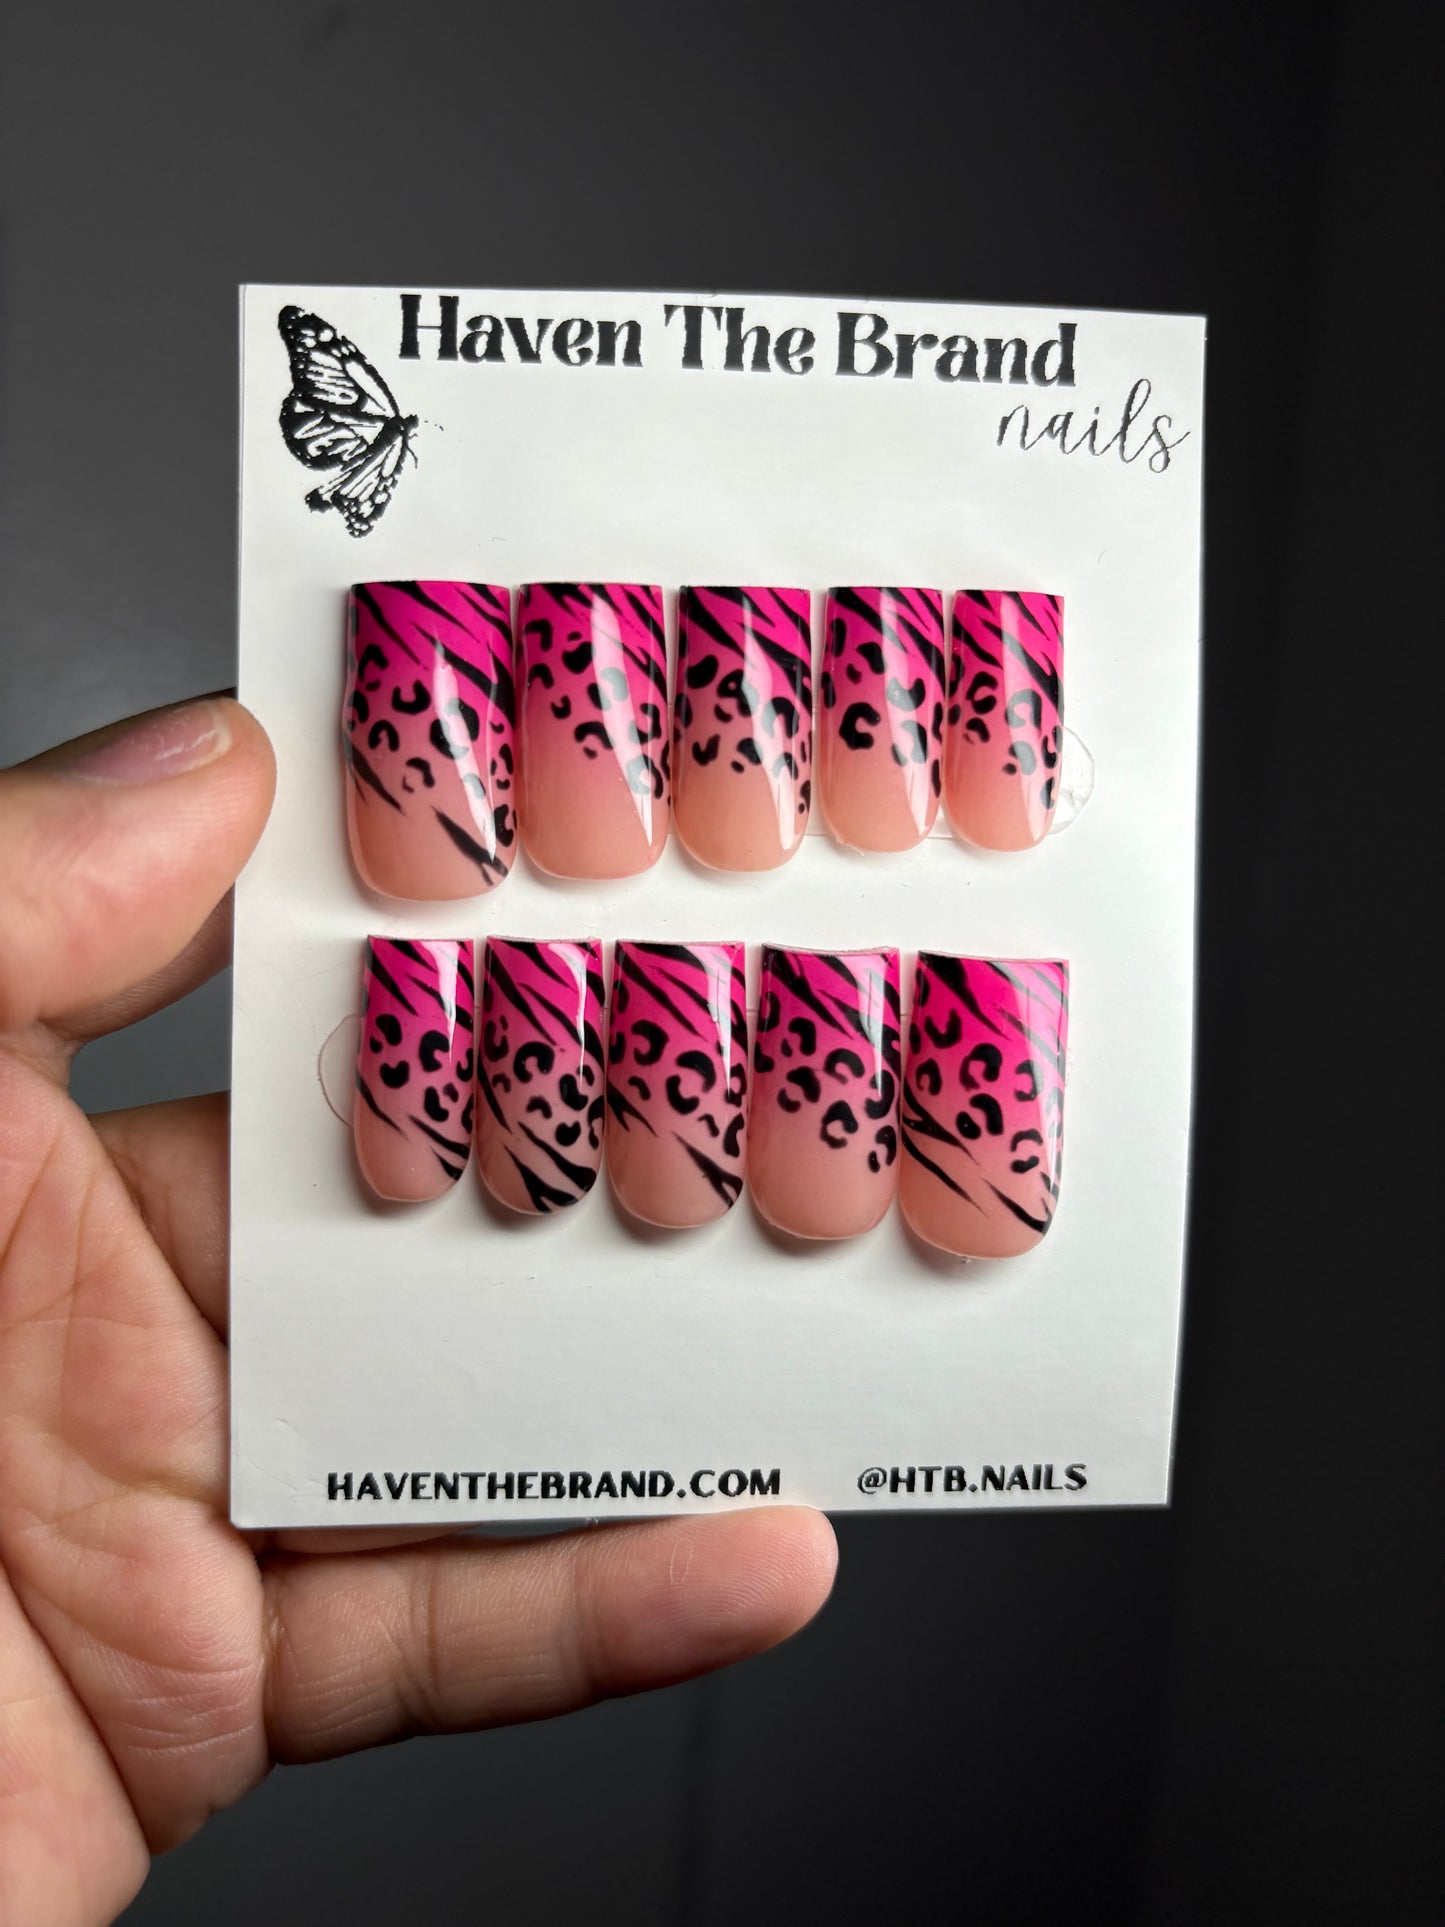 Haven The Brand
nails
HAVENTHEBRAND.COM @HTB.NAILS